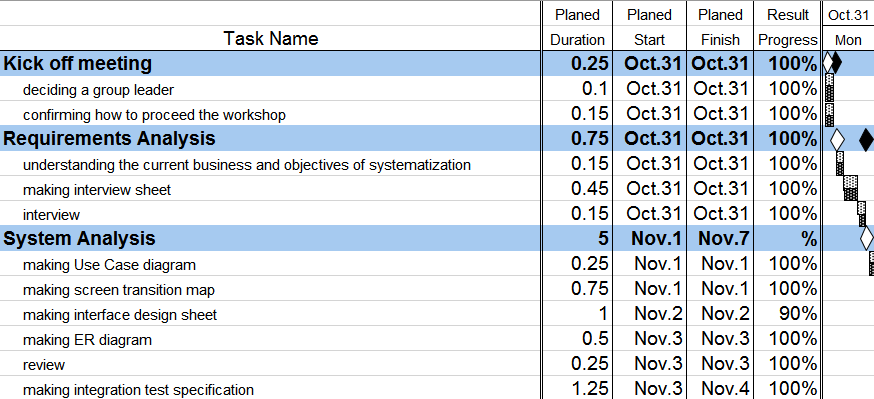 Planed Planed Planed Result Oct.31
Task Name Duration Start Finish Progress Mon
Kick off meeting 0.25 Oct.31 Oct.31 100%
deciding a group leader 0.1 Oct.31 Oct.31 100%
confirming how to proceed the workshop 0.15 Oct.31 Oct.31 100%
Requirements Analysis 0.75 Oct.31 Oct.31 100%
understanding the current business and objectives of systematization 0.15 Oct.31 Oct.31 100%
making interview sheet 0.45 Oct.31 Oct.31 100%
interview 0.15 Oct.31 Oct.31 100%
System Analysis 5 Nov.1 Nov.7 %
making Use Case diagram 0.25 Nov.1 Nov.1 100%
making screen transition map 0.75 Nov.1 Nov.1 100%
making interface design sheet 1 Nov.2 Nov.2 90%
making ER diagram 0.5 Nov.3 Nov.3 100%
review 0.25 Nov.3 Nov.3 100%
making integration test specification 1.25 Nov.3 Nov.4 100%